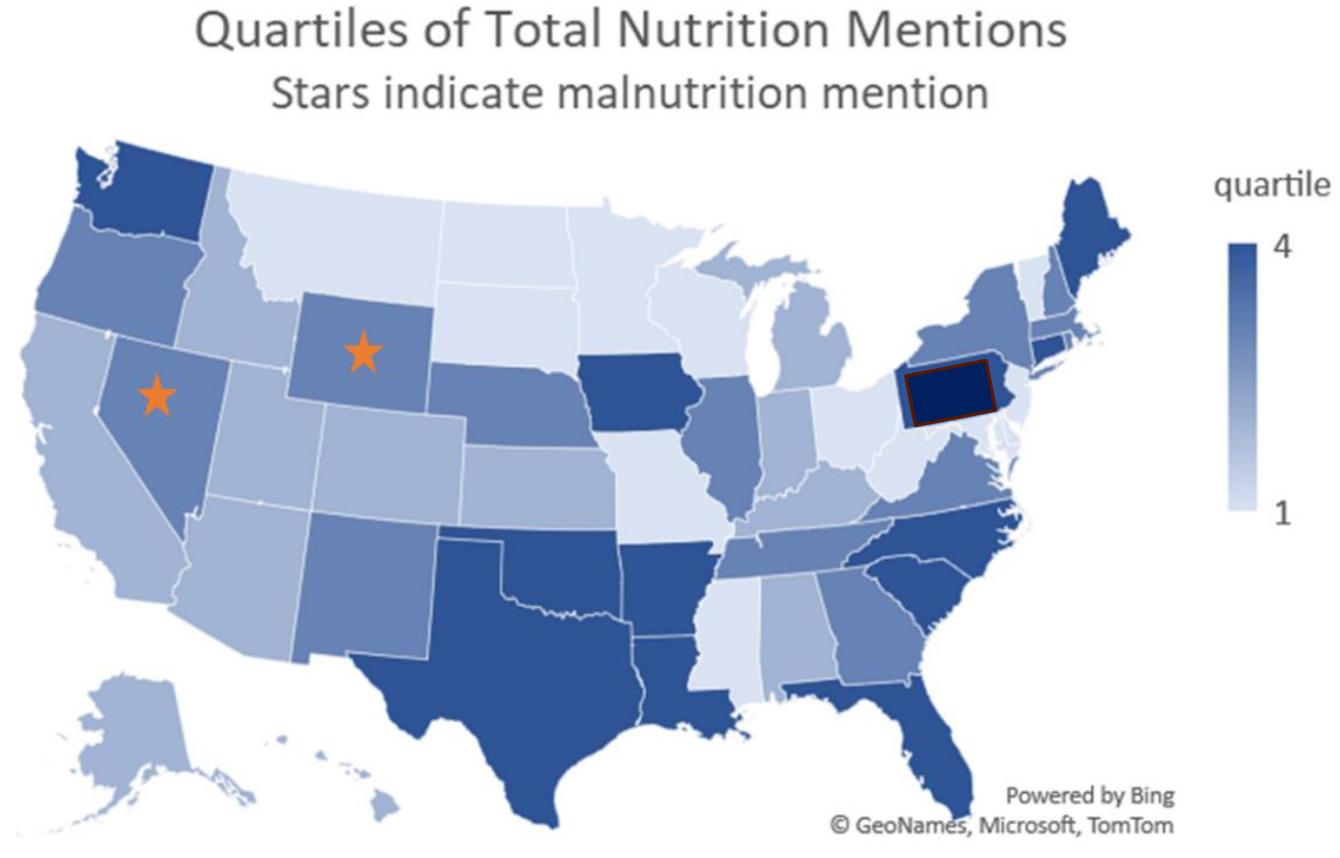 Quartiles of Total Nutrition Mentions
Stars indicate malnutrition mention
quartile
4
1
Powered by Bing
© GeoNames, Microsoft, TomTom